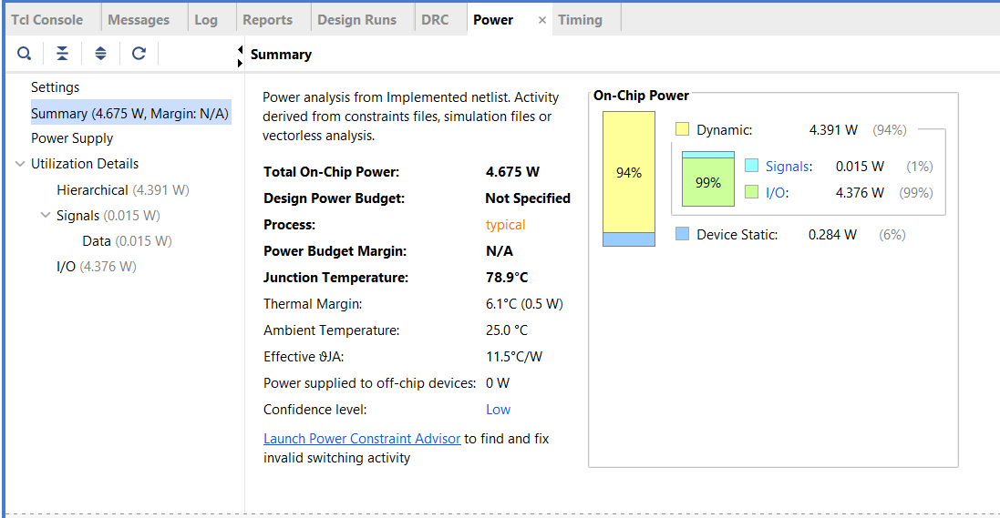 Tcl Console Messages Log Reports Design Runs DRC Power × Timing
Summary
Settings
Summary (4.675 W, Margin: N/A)
Power Supply
Utilization Details
Hierarchical (4.391 W)
Signals (0.015 W)
Data (0.015 W)
I/O (4.376 W)
Power analysis from Implemented netlist. Activity
derived from constraints files, simulation files or
vectorless analysis.
Total On-Chip Power: 4.675 W
Design Power Budget: Not Specified
Process: typical
Power Budget Margin: N/A
Junction Temperature: 78.9°C
Thermal Margin: 6.1°C (0.5 W)
Ambient Temperature: 25.0 °C
Effective ϑJA: 11.5°C/W
Power supplied to off-chip devices: 0 W
Confidence level: Low
Launch Power Constraint Advisor to find and fix
invalid switching activity
On-Chip Power
94%
Dynamic: 4.391 W (94%)
99%
Signals: 0.015 W (1%)
I/O: 4.376 W (99%)
Device Static: 0.284 W (6%)